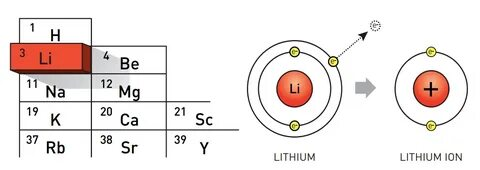 1 H
3 Li
4 Be
11 Na 12 Mg
19 K 20 Ca 21 Sc
37 Rb 38 Sr 39 Y
e-
e-
e-
e-
Li
e-
+
e-
LITHIUM
LITHIUM ION